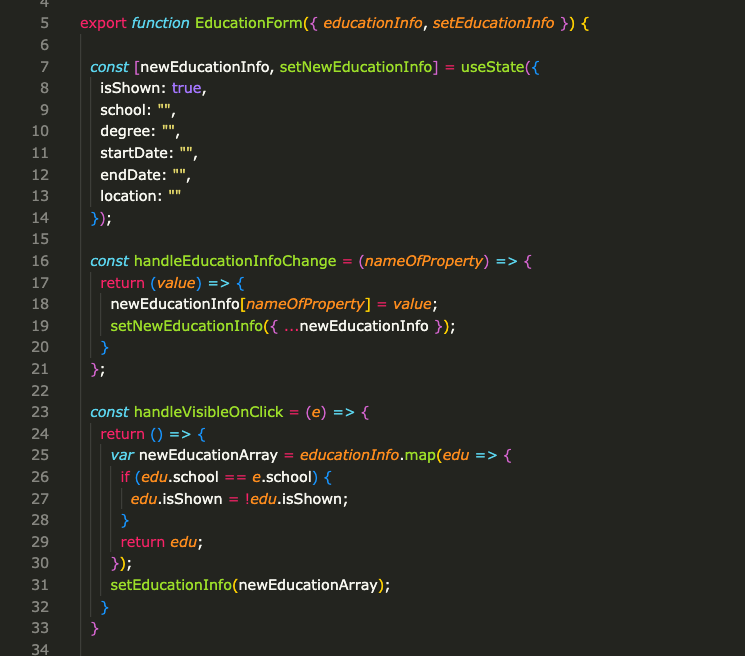 4
5 export function EducationForm({ educationInfo, setEducationInfo }) {
6
7 const [newEducationInfo, setNewEducationInfo] = useState({
8 isShown: true,
9 school: "",
10 degree: "",
11 startDate: "",
12 endDate: "",
13 location: ""
14 });
15
16 const handleEducationInfoChange = (nameOfProperty) => {
17 return (value) => {
18 newEducationInfo[nameOfProperty] = value;
19 setNewEducationInfo({ ...newEducationInfo });
20 }
21 };
22
23 const handleVisibleOnClick = (e) => {
24 return () => {
25 var newEducationArray = educationInfo.map(edu => {
26 if (edu.school == e.school) {
27 edu.isShown = !edu.isShown;
28 }
29 return edu;
30 });
31 setEducationInfo(newEducationArray);
32 }
33 }
34